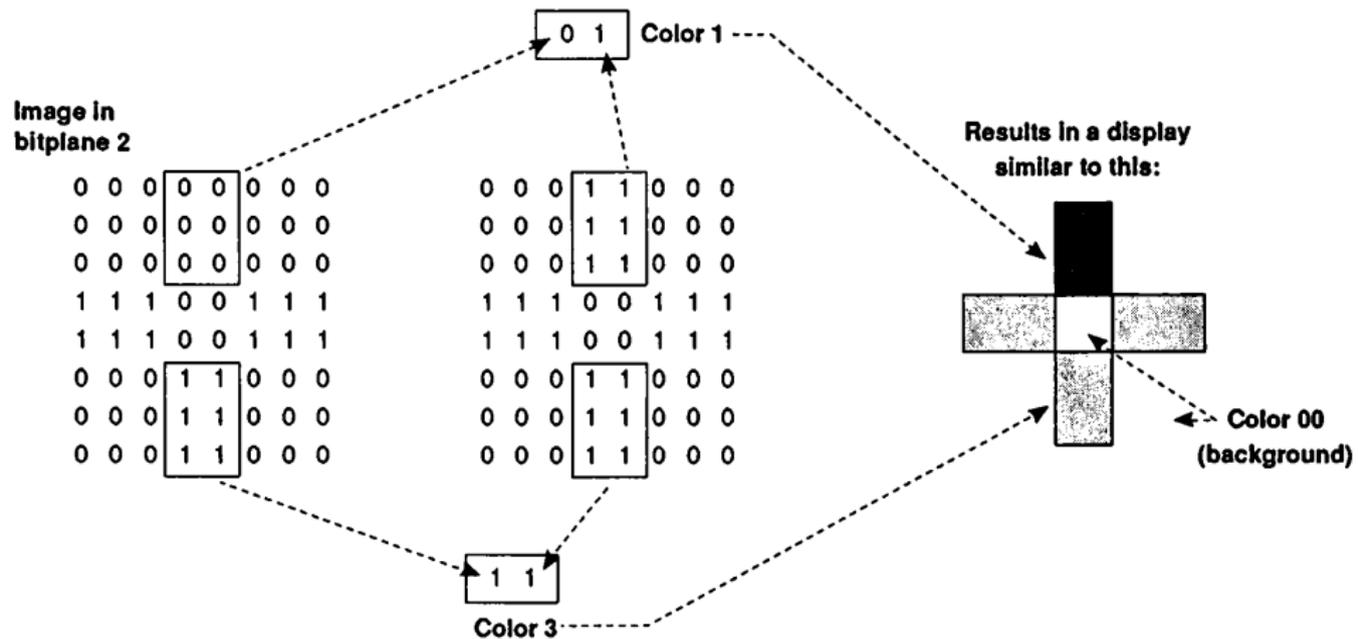 0 1 Color 1
Image in
bitplane 2
Results in a display
similar to this:
0 0 0 0 0 0 0 0 0 0 0 1 1 0 0 0
0 0 0 0 0 0 0 0 0 0 0 1 1 0 0 0
0 0 0 0 0 0 0 0 0 0 0 1 1 0 0 0
1 1 1 0 0 1 1 1 1 1 1 0 0 1 1 1
1 1 1 0 0 1 1 1 1 1 1 0 0 1 1 1
0 0 0 1 1 0 0 0 0 0 0 1 1 0 0 0
0 0 0 1 1 0 0 0 0 0 0 1 1 0 0 0
0 0 0 1 1 0 0 0 0 0 0 1 1 0 0 0
Color 00
(background)
1 1
Color 3